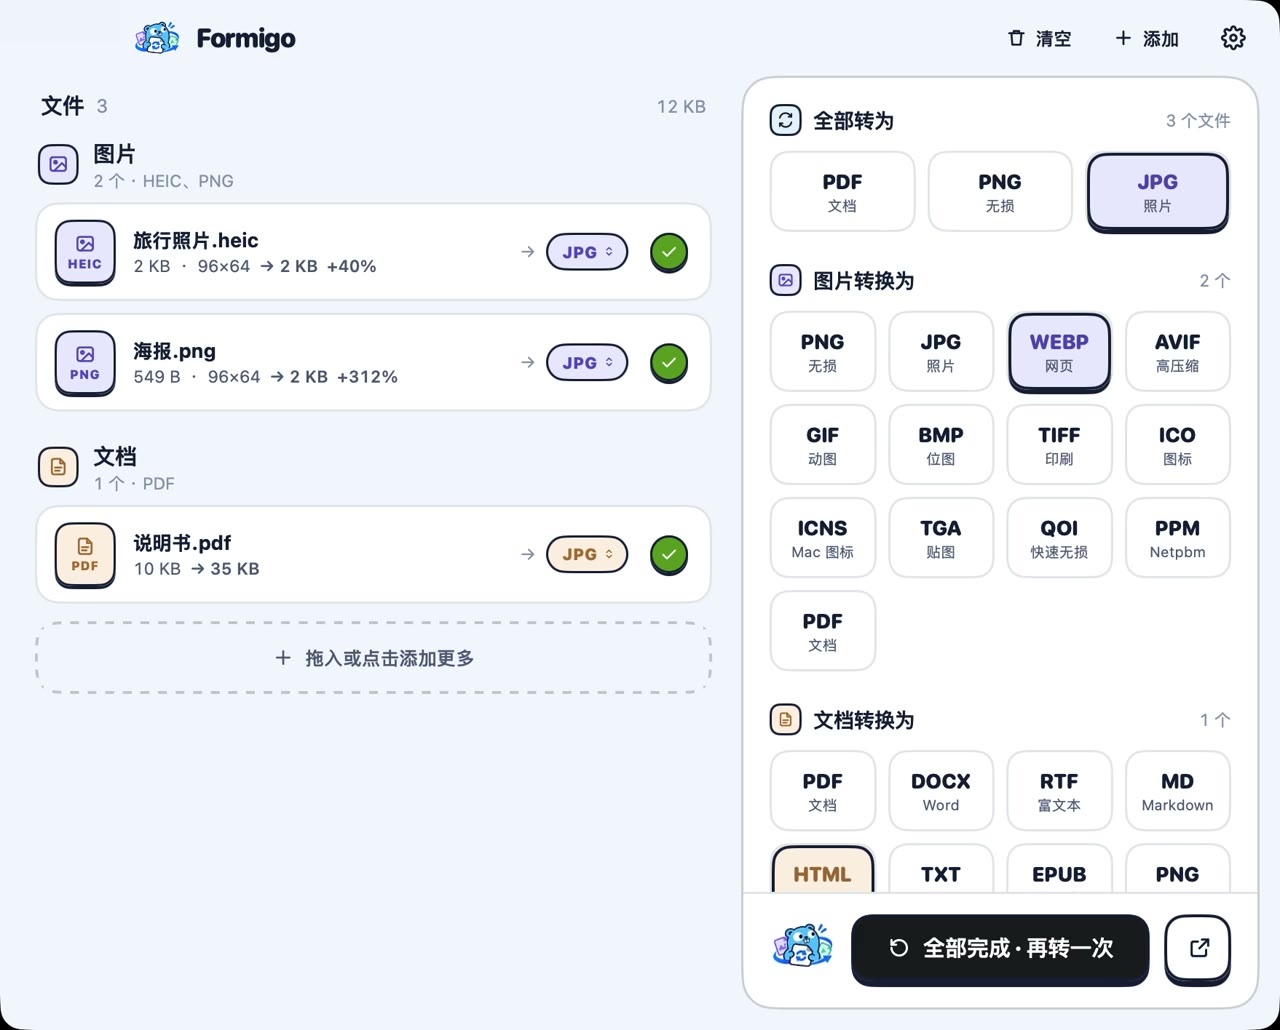 Formigo
清空
添加
文件 3
12 KB
图片
2 个 · HEIC、PNG
HEIC
旅行照片.heic
2 KB · 96×64 → 2 KB +40%
→ JPG
PNG
海报.png
549 B · 96×64 → 2 KB +312%
→ JPG
文档
1 个 · PDF
PDF
说明书.pdf
10 KB → 35 KB
→ JPG
+ 拖入或点击添加更多
全部转为
3 个文件
PDF
文档
PNG
无损
JPG
照片
图片转换为
2 个
PNG
无损
JPG
照片
WEBP
网页
AVIF
高压缩
GIF
动图
BMP
位图
TIFF
印刷
ICO
图标
ICNS
Mac 图标
TGA
贴图
QOI
快速无损
PPM
Netpbm
PDF
文档
文档转换为
1 个
PDF
文档
DOCX
Word
RTF
富文本
MD
Markdown
HTML
TXT
EPUB
PNG
全部完成 · 再转一次